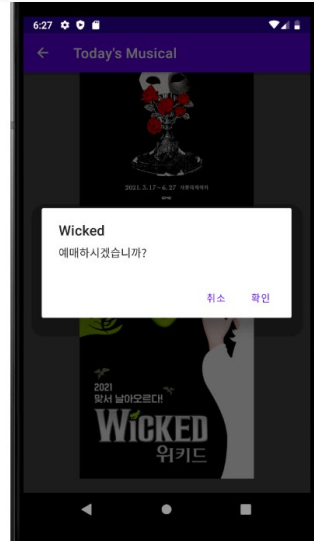 6:27
Today's Musical
2021. 3. 17 - 6. 27
Wicked
예매하시겠습니까?
취소
확인
2021
맞서 날아오르다!
WICKED
위키드